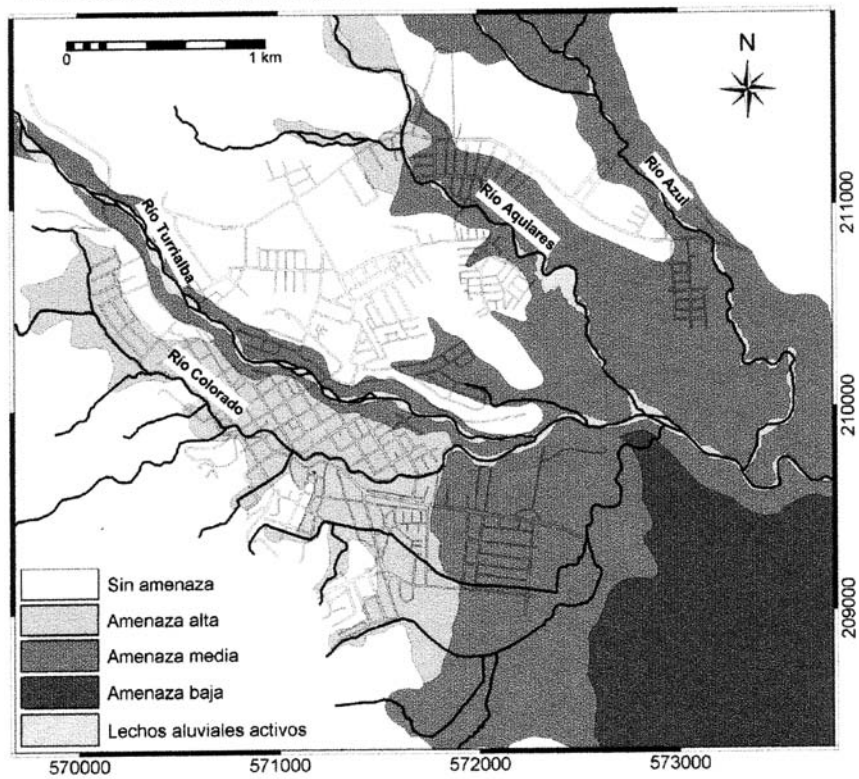 0 1 km
N
Río Turrialba
Río Colorado
Río Aquiares
Río Azul
211000
210000
209000
Sin amenaza
Amenaza alta
Amenaza media
Amenaza baja
Lechos aluviales activos
570000 571000 572000 573000